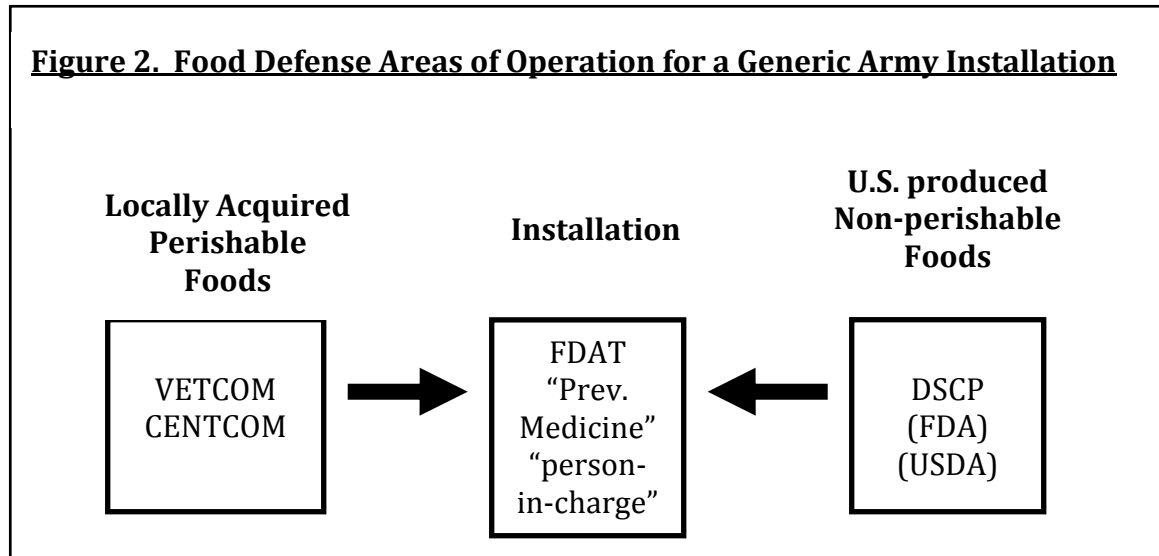 Figure 2.  Food Defense Areas of Operation for a Generic Army Installation
Locally Acquired
Perishable
Foods
Installation
U.S. produced
Non-perishable
Foods
VETCOM
CENTCOM
FDAT
“Prev.
Medicine”
“person-
in-charge”
DSCP
(FDA)
(USDA)